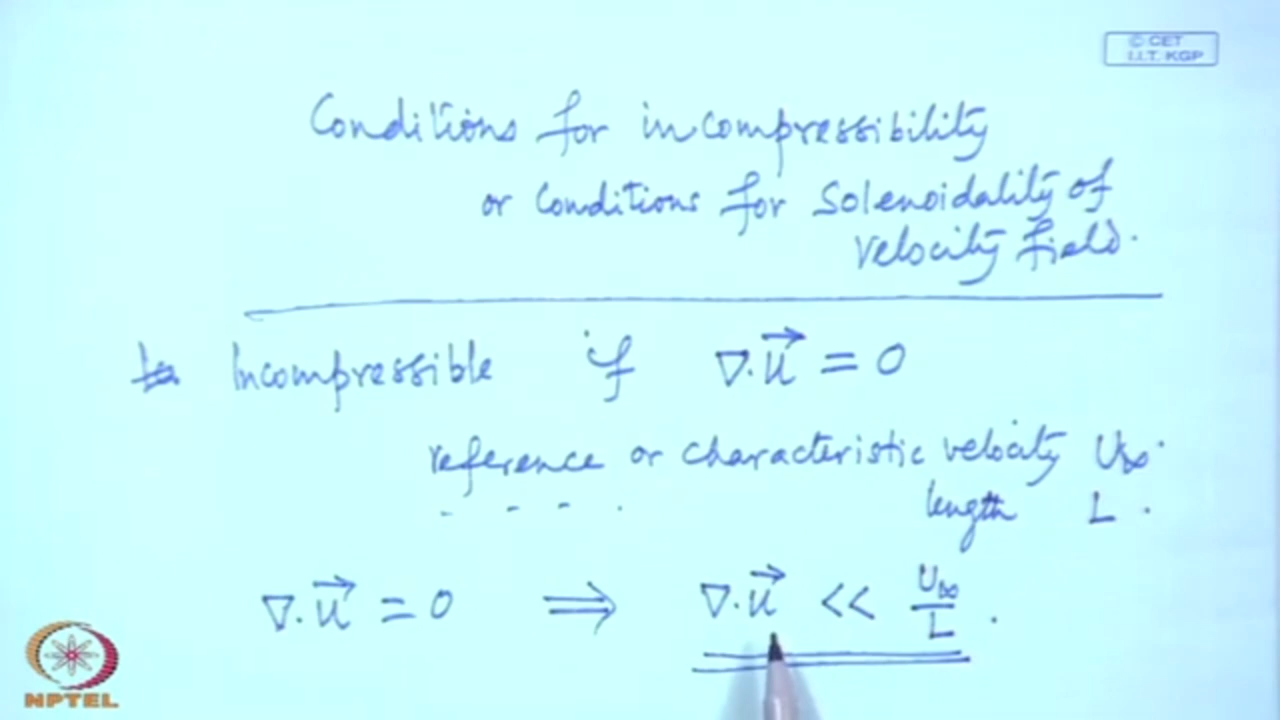 © CET
I.I.T. KGP
Conditions for incompressibility
or Conditions for Solenoidality of
velocity field.
Incompressible if ∇.u⃗ = 0
reference or characteristic velocity U∞.
- - - . length L .
∇.u⃗ = 0 ⟹ ∇.u⃗ << U∞/L .
NPTEL